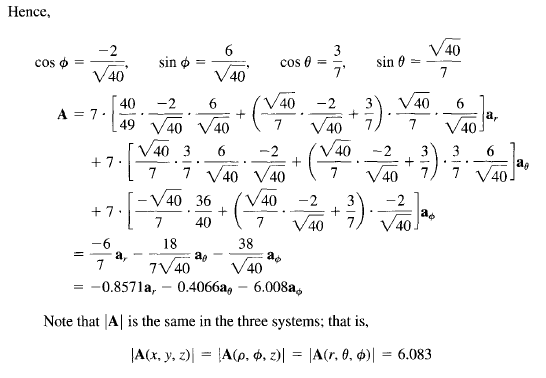 Hence,
cos ϕ = -2/√40, sin ϕ = 6/√40, cos θ = 3/7, sin θ = √40/7
A = 7 · [40/49 · -2/√40 · 6/√40 + (√40/7 · -2/√40 + 3/7) · √40/7 · 6/√40] aᵣ
+ 7 · [√40/7 · 3/7 · 6/√40 · -2/√40 + (√40/7 · -2/√40 + 3/7) · 3/7 · 6/√40] a_θ
+ 7 · [-√40/7 · 36/40 + (√40/7 · -2/√40 + 3/7) · -2/√40] a_ϕ
= -6/7 aᵣ - 18/7√40 a_θ - 38/√40 a_ϕ
= -0.8571aᵣ - 0.4066a_θ - 6.008a_ϕ
Note that |A| is the same in the three systems; that is,
|A(x, y, z)| = |A(ρ, ϕ, z)| = |A(r, θ, ϕ)| = 6.083